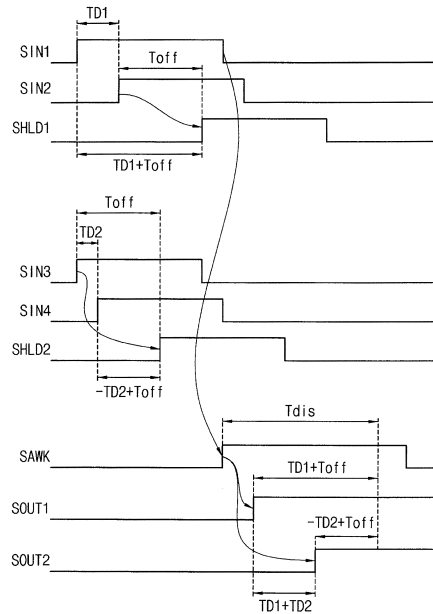 TD1
SIN1
Toff
SIN2
SHLD1
TD1+Toff
Toff
TD2
SIN3
SIN4
SHLD2
-TD2+Toff
Tdis
SAWK
TD1+Toff
SOUT1
-TD2+Toff
SOUT2
TD1+TD2